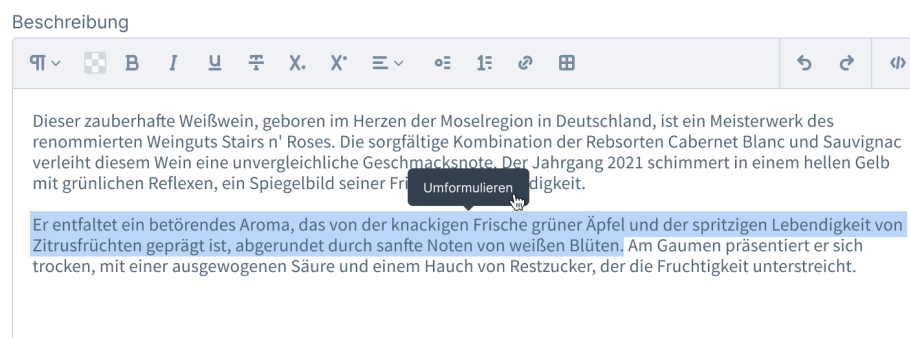 Beschreibung
B I U T X. X•
Dieser zauberhafte Weißwein, geboren im Herzen der Moselregion in Deutschland, ist ein Meisterwerk des
renommierten Weinguts Stairs n' Roses. Die sorgfältige Kombination der Rebsorten Cabernet Blanc und Sauvignac
verleiht diesem Wein eine unvergleichliche Geschmacksnote. Der Jahrgang 2021 schimmert in einem hellen Gelb
mit grünlichen Reflexen, ein Spiegelbild seiner Fri digkeit.
Umformulieren
Er entfaltet ein betörendes Aroma, das von der knackigen Frische grüner Äpfel und der spritzigen Lebendigkeit von
Zitrusfrüchten geprägt ist, abgerundet durch sanfte Noten von weißen Blüten. Am Gaumen präsentiert er sich
trocken, mit einer ausgewogenen Säure und einem Hauch von Restzucker, der die Fruchtigkeit unterstreicht.